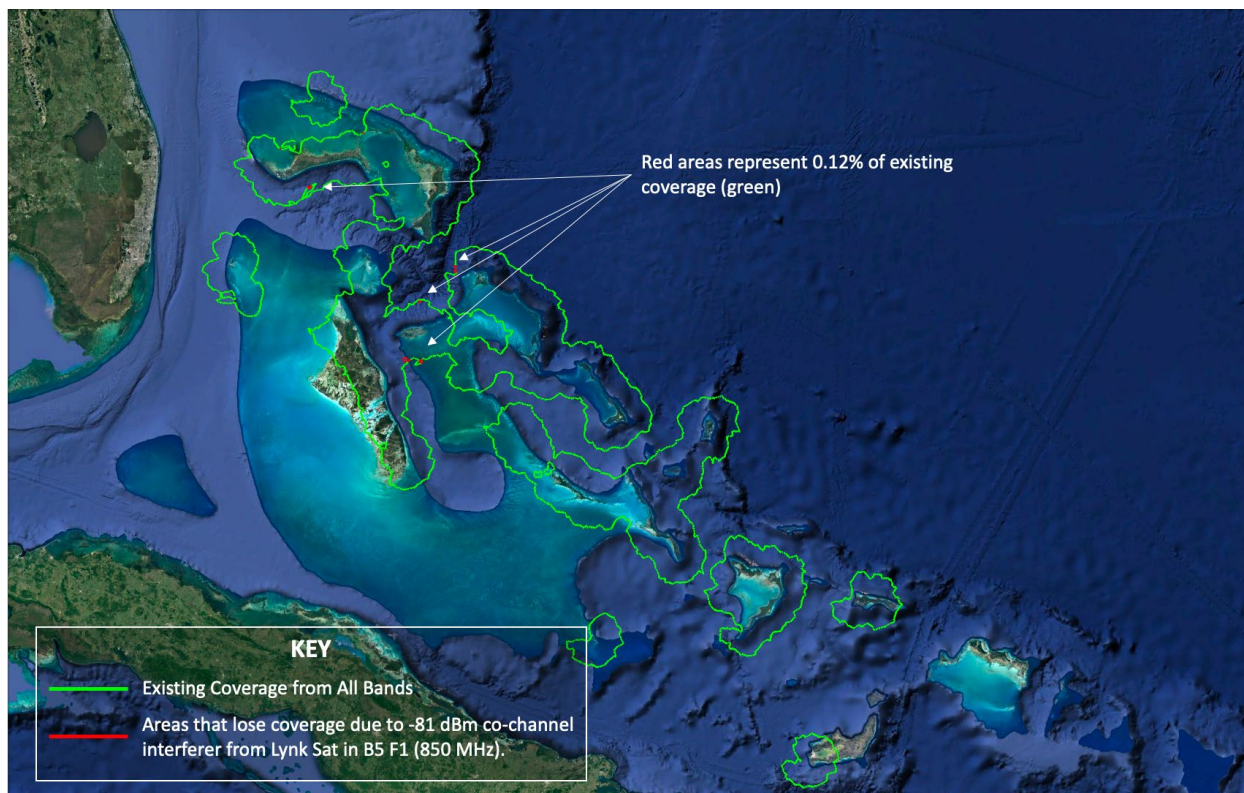 Red areas represent 0.12% of existing
coverage (green)
KEY
Existing Coverage from All Bands
Areas that lose coverage due to -81 dBm co-channel
interferer from Lynk Sat in B5 F1 (850 MHz).